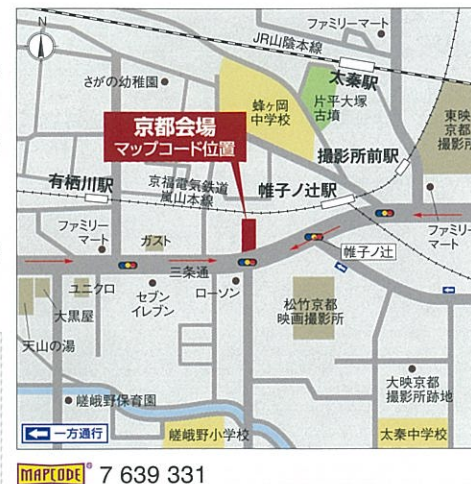 N
ファミリーマート
JR山陰本線
太秦駅
さがの幼稚園
蜂ヶ岡
中学校
片平大塚
古墳
東映
京都
撮影所
京都会場
マップコード位置
撮影所前駅
有栖川駅
京福電気鉄道
嵐山本線
帷子ノ辻駅
ファミリー
マート
ガスト
帷子ノ辻
ファミリー
マート
三条通
ユニクロ
セブン
イレブン
ローソン
松竹京都
映画撮影所
大黒屋
天山の湯
大映京都
撮影所跡地
嵯峨野保育園
一方通行
嵯峨野小学校
太秦中学校
MAPCODE® 7 639 331